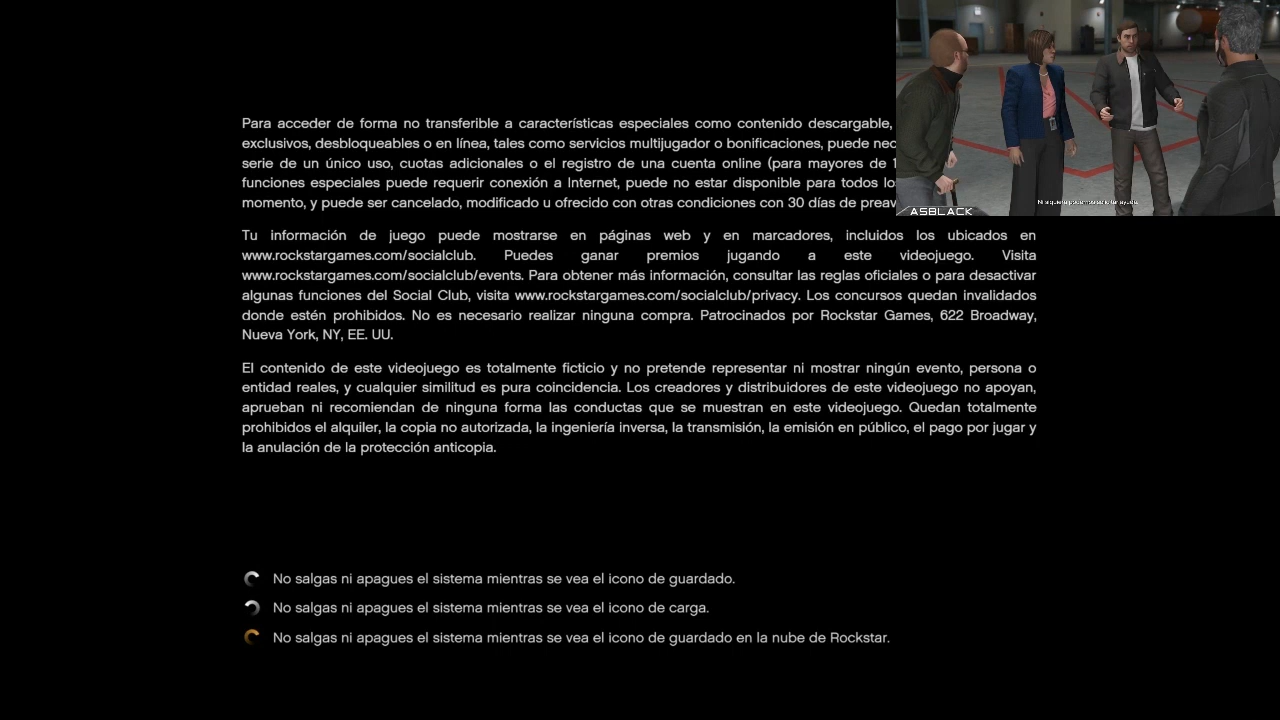 Para acceder de forma no transferible a características especiales como contenido descargable,
exclusivos, desbloqueables o en línea, tales como servicios multijugador o bonificaciones, puede
serie de un único uso, cuotas adicionales o el registro de una cuenta online (para mayores de
funciones especiales puede requerir conexión a Internet, puede no estar disponible para todos
momento, y puede ser cancelado, modificado u ofrecido con otras condiciones con 30 días de
Ni siquiera podemos solicitar ayuda.
ASBLACK
Tu información de juego puede mostrarse en páginas web y en marcadores, incluidos los ubicados en
www.rockstargames.com/socialclub. Puedes ganar premios jugando a este videojuego. Visita
www.rockstargames.com/socialclub/events. Para obtener más información, consultar las reglas oficiales o para desactivar
algunas funciones del Social Club, visita www.rockstargames.com/socialclub/privacy. Los concursos quedan invalidados
donde estén prohibidos. No es necesario realizar ninguna compra. Patrocinados por Rockstar Games, 622 Broadway,
Nueva York, NY, EE. UU.
El contenido de este videojuego es totalmente ficticio y no pretende representar ni mostrar ningún evento, persona o
entidad reales, y cualquier similitud es pura coincidencia. Los creadores y distribuidores de este videojuego no apoyan,
aprueban ni recomiendan de ninguna forma las conductas que se muestran en este videojuego. Quedan totalmente
prohibidos el alquiler, la copia no autorizada, la ingeniería inversa, la transmisión, la emisión en público, el pago por jugar y
la anulación de la protección anticopia.
No salgas ni apagues el sistema mientras se vea el icono de guardado.
No salgas ni apagues el sistema mientras se vea el icono de carga.
No salgas ni apagues el sistema mientras se vea el icono de guardado en la nube de Rockstar.